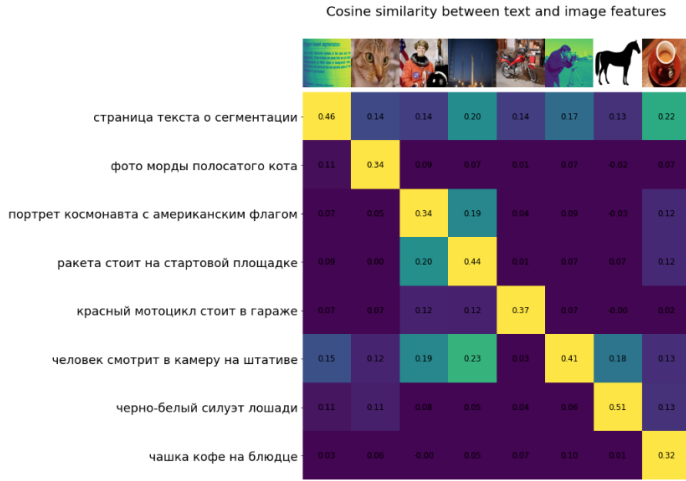 Cosine similarity between text and image features
страница текста о сегментации 0.46 0.14 0.14 0.20 0.14 0.17 0.13 0.22
фото морды полосатого кота 0.11 0.34 0.09 0.07 0.01 0.07 -0.02 0.07
портрет космонавта с американским флагом 0.07 0.05 0.34 0.19 0.04 0.09 -0.03 0.12
ракета стоит на стартовой площадке 0.09 0.00 0.20 0.44 0.01 0.07 0.07 0.12
красный мотоцикл стоит в гараже 0.07 0.07 0.12 0.12 0.37 0.07 -0.00 0.02
человек смотрит в камеру на штативе 0.15 0.12 0.19 0.23 0.03 0.41 0.18 0.13
черно-белый силуэт лошади 0.11 0.11 0.08 0.05 0.04 0.06 0.51 0.13
чашка кофе на блюдце 0.03 0.06 -0.00 0.05 0.07 0.10 0.01 0.32